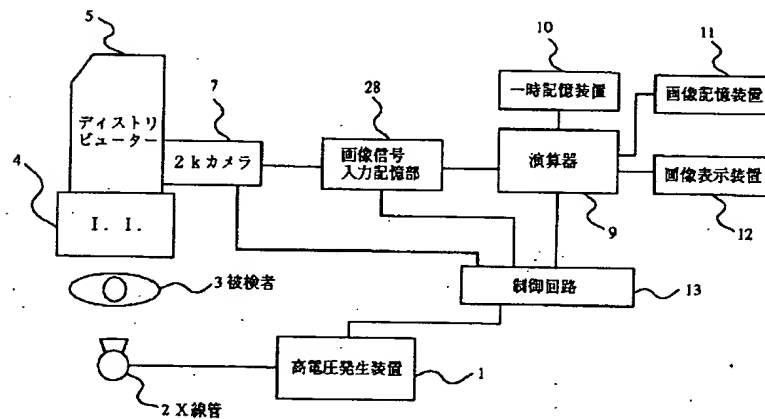 5
10
11
7
28
一時記憶装置
画像記憶装置
ディストリ
ビューター
4
2kカメラ
画像信号
入力記憶部
演算器
画像表示装置
I. I.
9
12
3 被検者
制御回路
13
高電圧発生装置
1
2 X線管